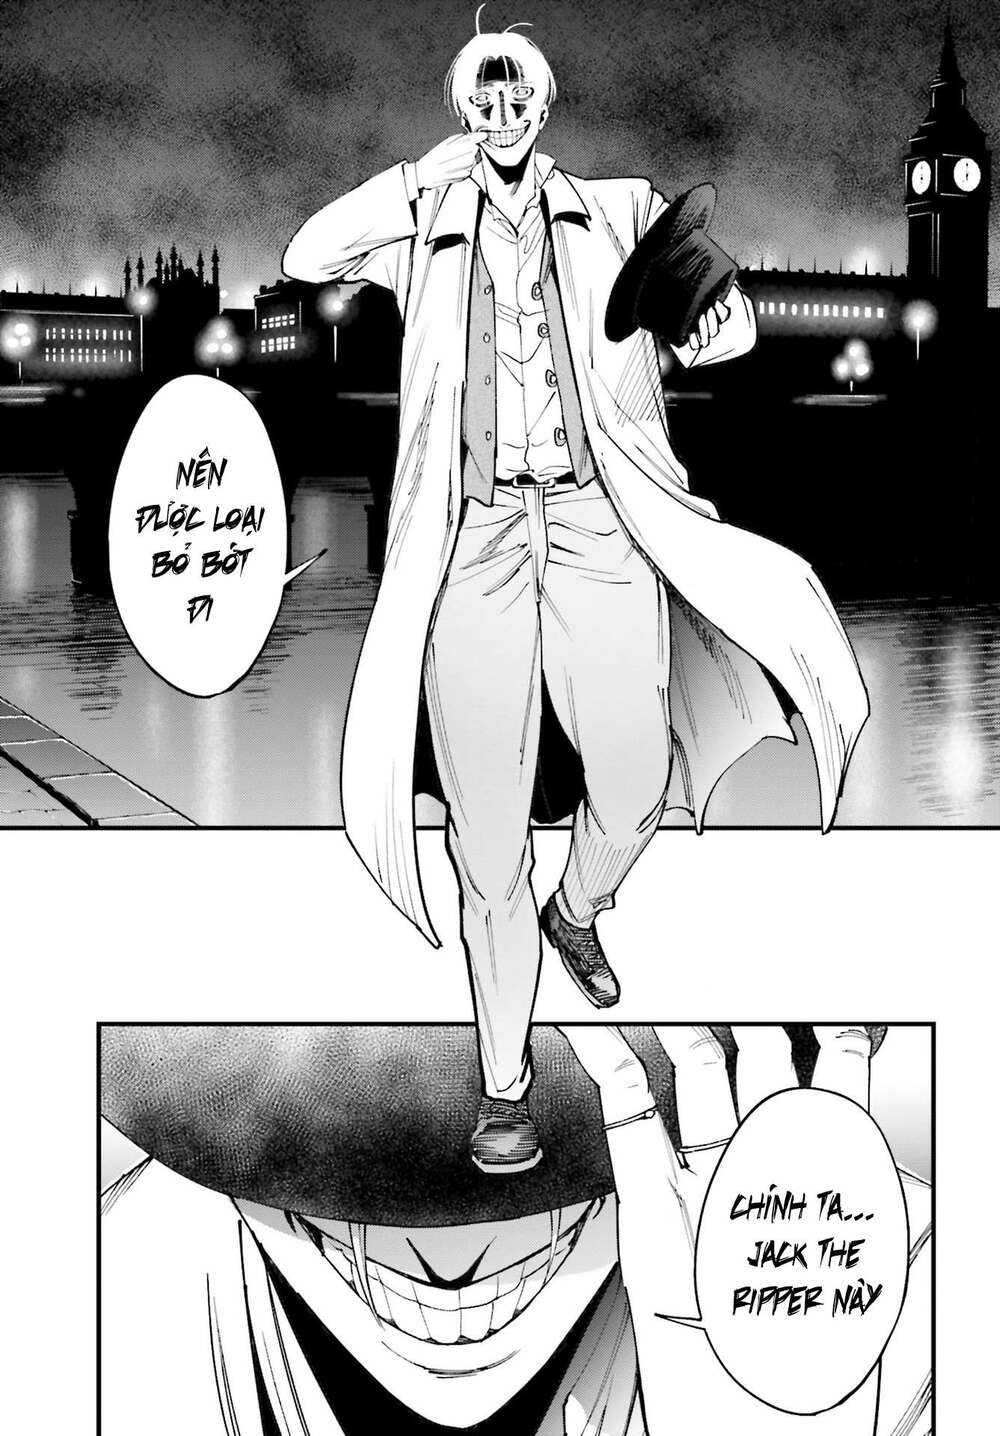 NÊN
ĐƯỢC LOẠI
BỎ BỚT
ĐI
CHÍNH TA...
JACK THE
RIPPER NÀY